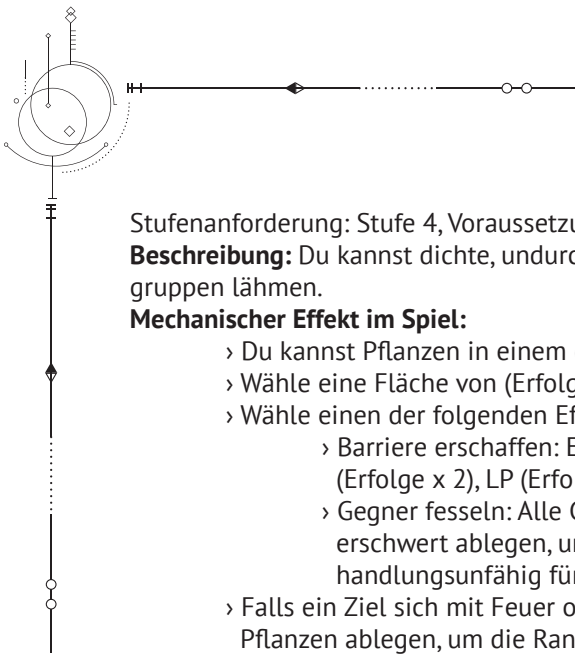 Stufenanforderung: Stufe 4, Voraussetzu
Beschreibung: Du kannst dichte, undurc
gruppen lähmen.
Mechanischer Effekt im Spiel:
› Du kannst Pflanzen in einem
› Wähle eine Fläche von (Erfolg
› Wähle einen der folgenden Ef
› Barriere erschaffen: E
(Erfolge x 2), LP (Erfo
› Gegner fesseln: Alle G
erschwert ablegen, u
handlungsunfähig für
› Falls ein Ziel sich mit Feuer o
Pflanzen ablegen, um die Ran